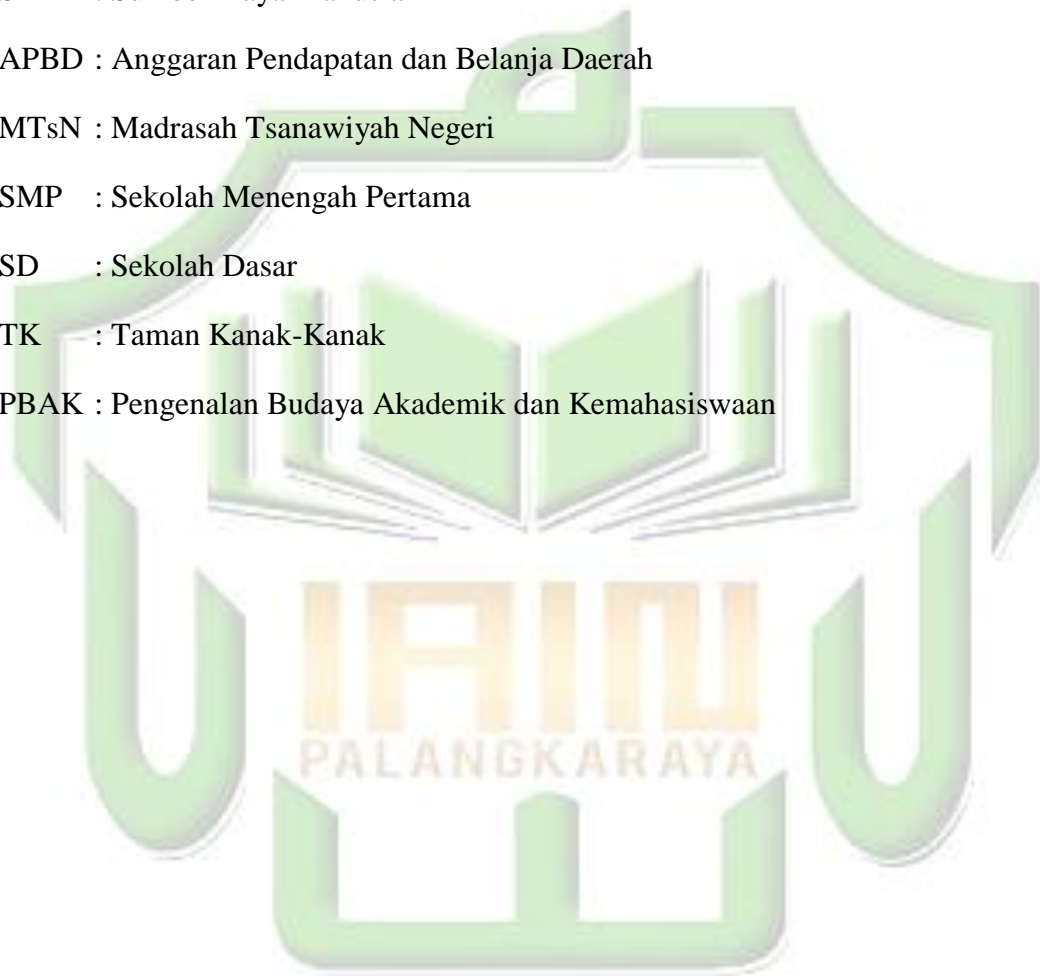 APBD : Anggaran Pendapatan dan Belanja Daerah
MTsN : Madrasah Tsanawiyah Negeri
SMP : Sekolah Menengah Pertama
SD : Sekolah Dasar
TK : Taman Kanak-Kanak
PBAK : Pengenalan Budaya Akademik dan Kemahasiswaan
IAIN
PALANGKARAYA